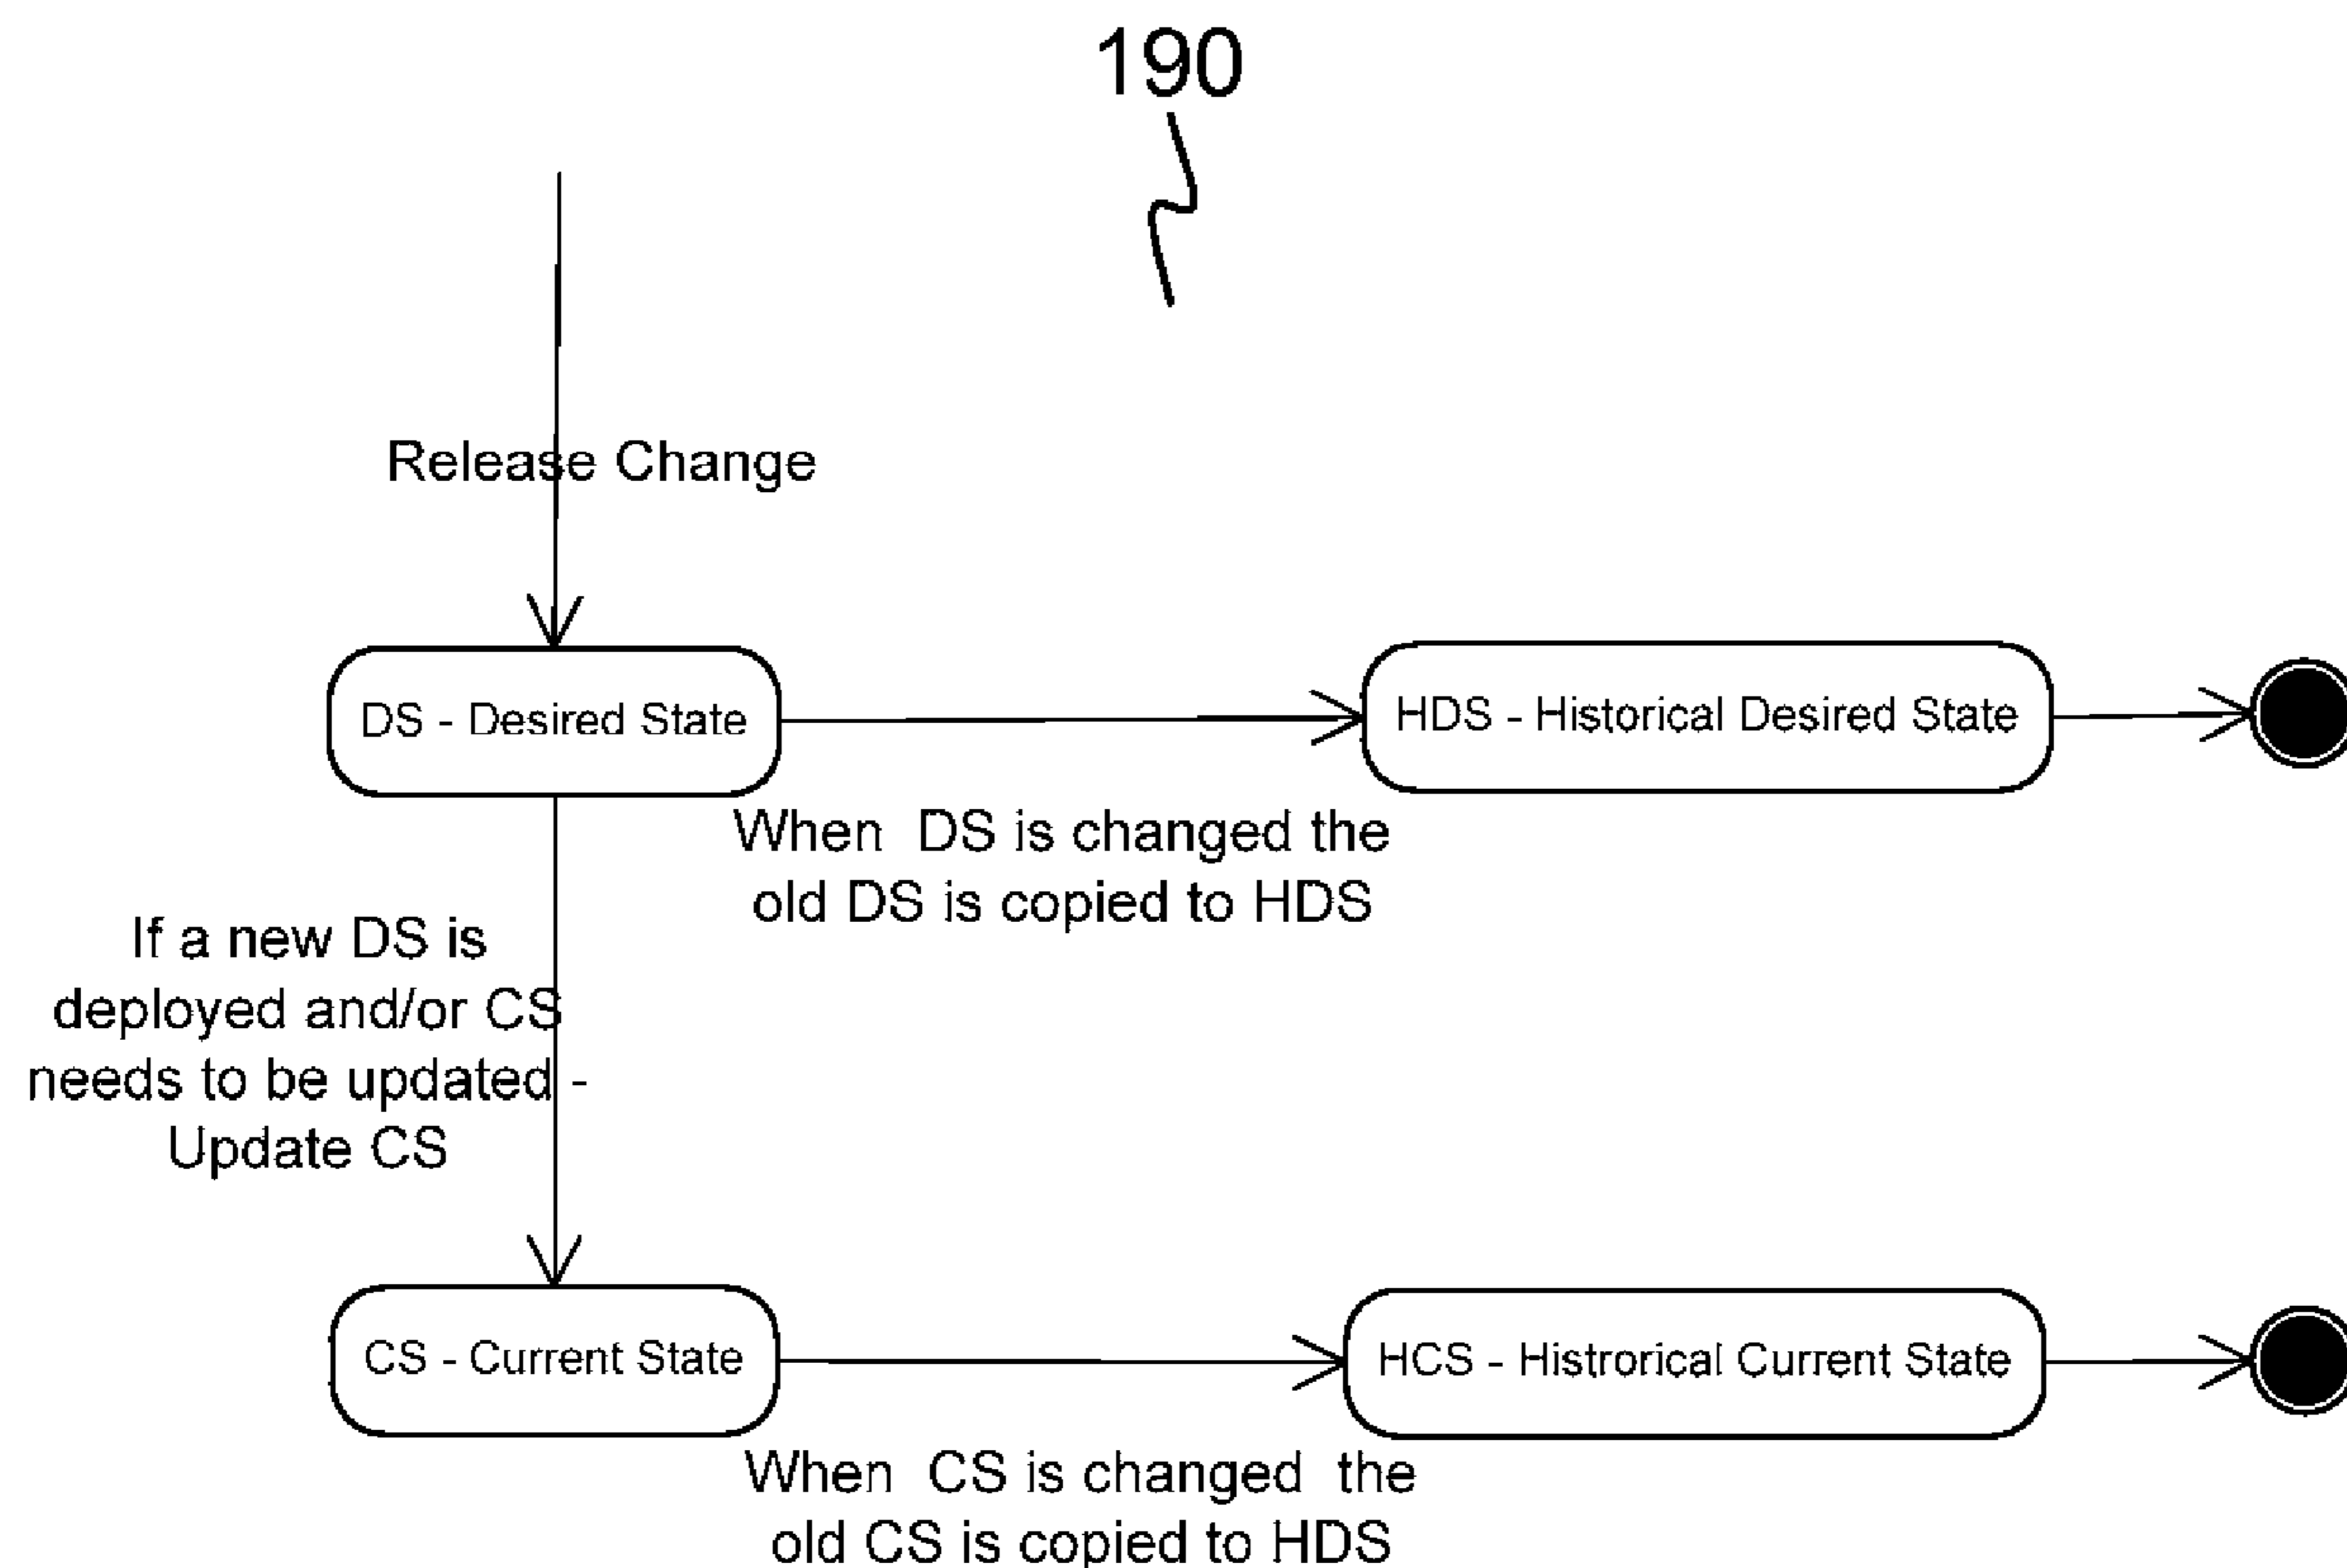 190
Release Change
DS - Desired State
HDS - Historical Desired State
When DS is changed the
old DS is copied to HDS
If a new DS is
deployed and/or CS
needs to be updated -
Update CS
CS - Current State
HCS - Histrorical Current State
When CS is changed the
old CS is copied to HDS